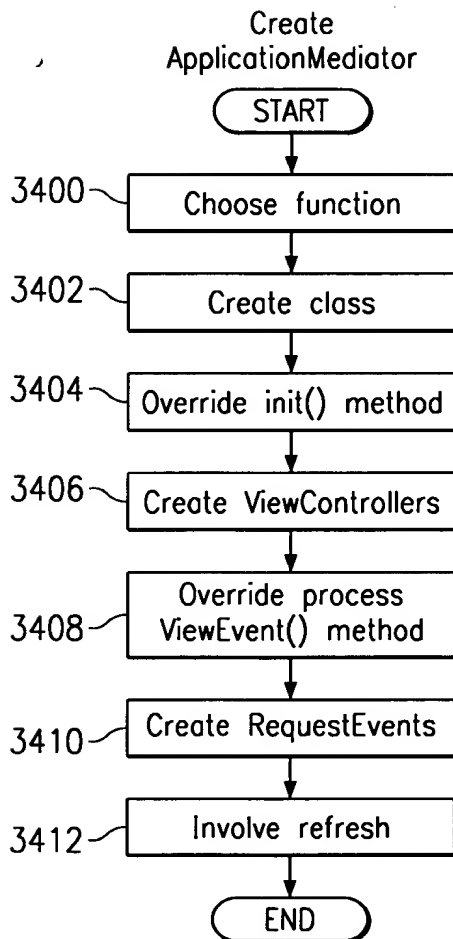 Create
ApplicationMediator
START
3400
Choose function
3402
Create class
3404
Override init() method
3406
Create ViewControllers
3408
Override process
ViewEvent() method
3410
Create RequestEvents
3412
Involve refresh
END